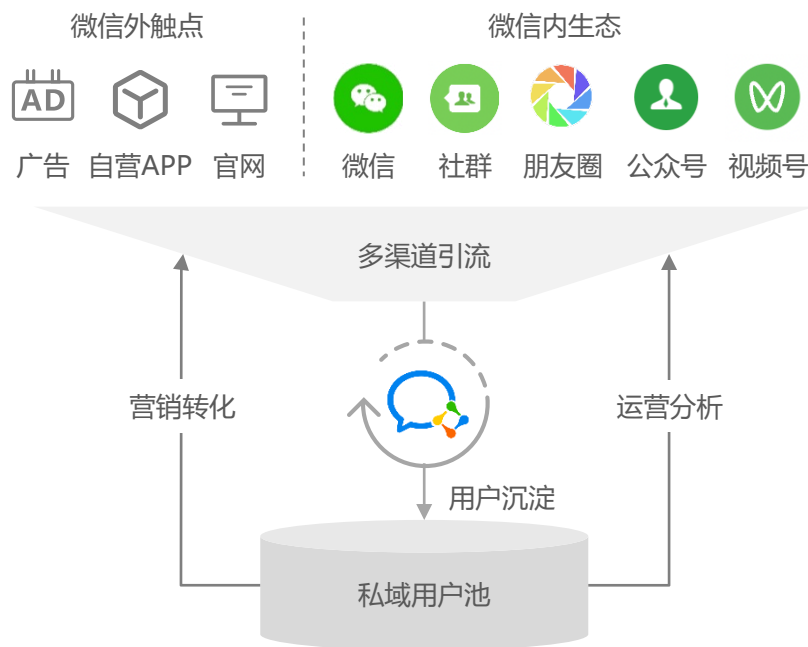 微信外触点
微信内生态
AD
广告
自营APP
官网
微信
社群
朋友圈
公众号
视频号
多渠道引流
营销转化
运营分析
用户沉淀
私域用户池